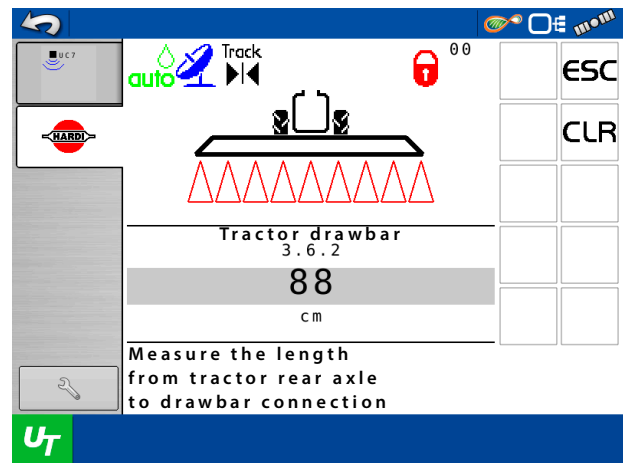 UC7
HARDI
auto
Track
00
ESC
CLR
Tractor drawbar
3.6.2
88
cm
Measure the length
from tractor rear axle
to drawbar connection
UT